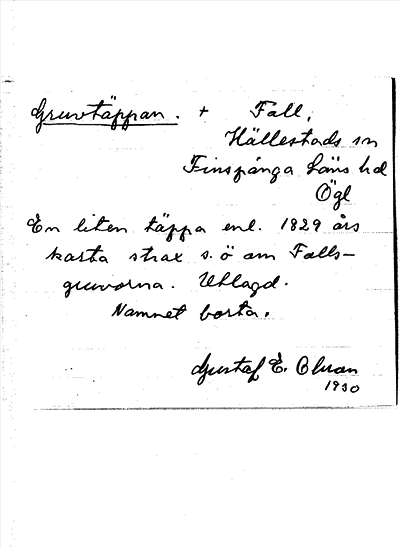 Gruvtäppan. + Fall,
Hällestads sn
Finspånga läns hd
Ögl
En liten täppa enl. 1829 års
karta strax s.ö om Falls-
gruvorna. Utlagd.
Namnet borta.
Gustaf E. Olsson
1930